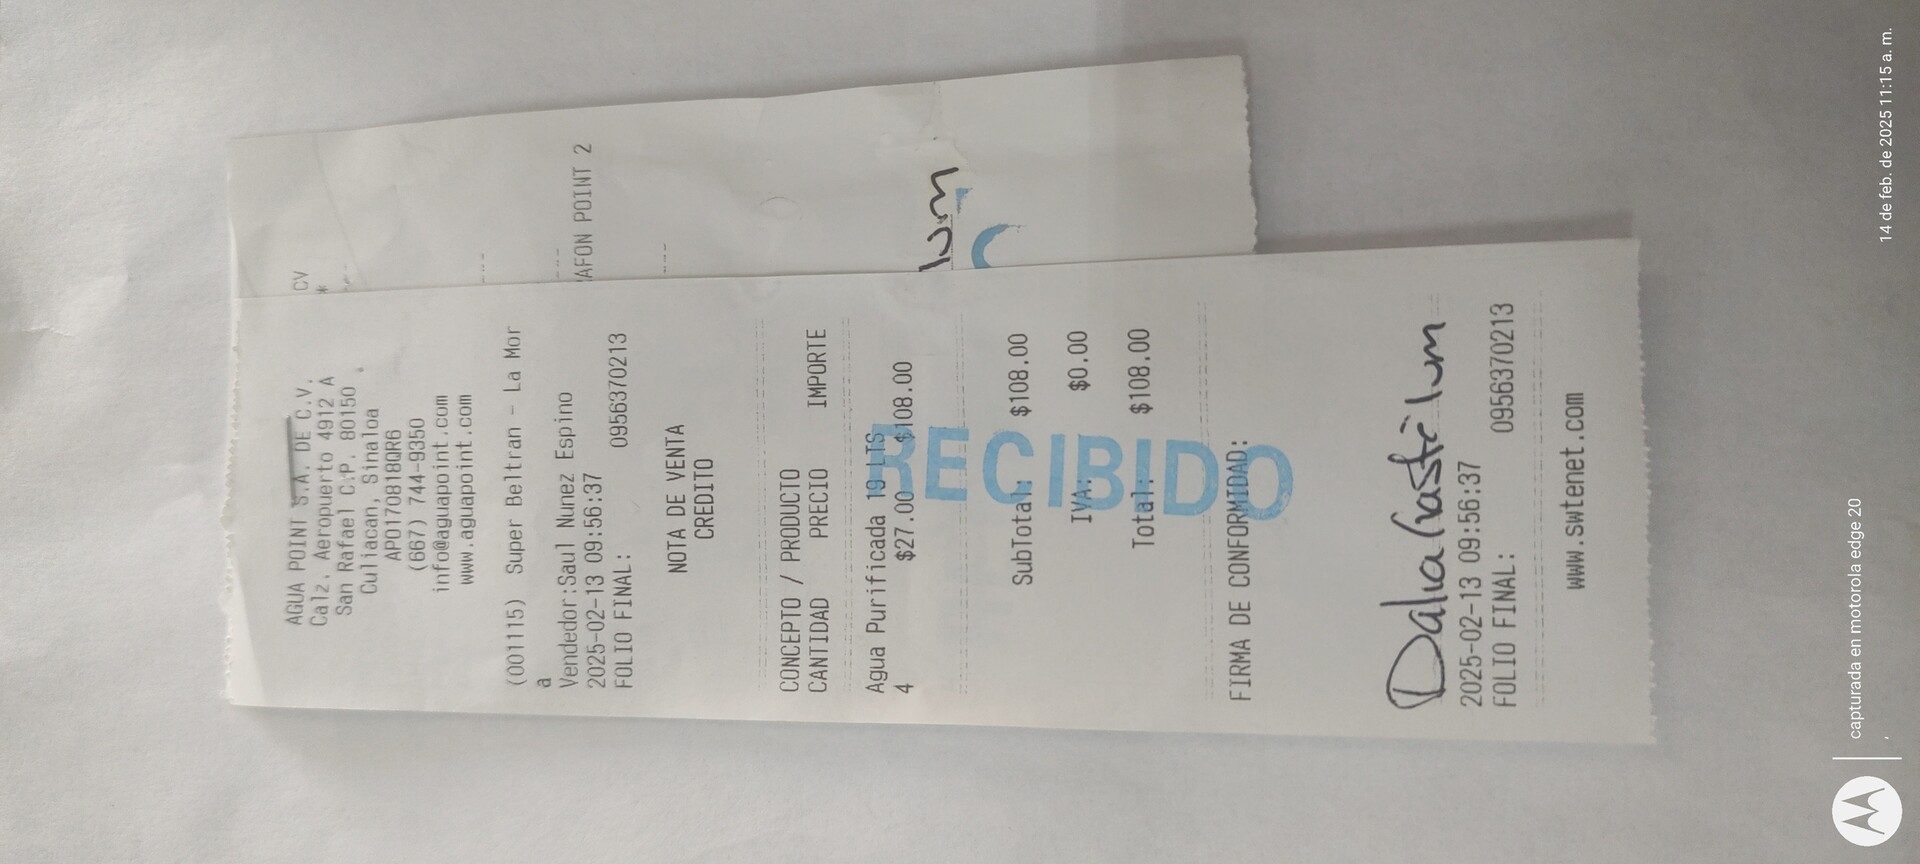 AGUA POINT S.A. DE C.V.
Calz. Aeropuerto 4912 A
San Rafael C.P. 80150
Culiacan, Sinaloa
APO170818QR6
(667) 744-9350
info@aguapoint.com
www.aguapoint.com
(001115) Super Beltran - La Mor
a
Vendedor:Saul Nunez Espino
2025-02-13 09:56:37
FOLIO FINAL: 0956370213
NOTA DE VENTA
CREDITO
CONCEPTO / PRODUCTO
CANTIDAD PRECIO IMPORTE
Agua Purificada 19 LTS
4 $27.00 $108.00
RECIBIDO
SubTotal: $108.00
IVA: $0.00
Total: $108.00
FIRMA DE CONFORMIDAD:
2025-02-13 09:56:37
FOLIO FINAL: 0956370213
www.swtenet.com
CV
*
AFON POINT 2
capturada en motorola edge 20
14 de feb. de 2025 11:15 a. m.